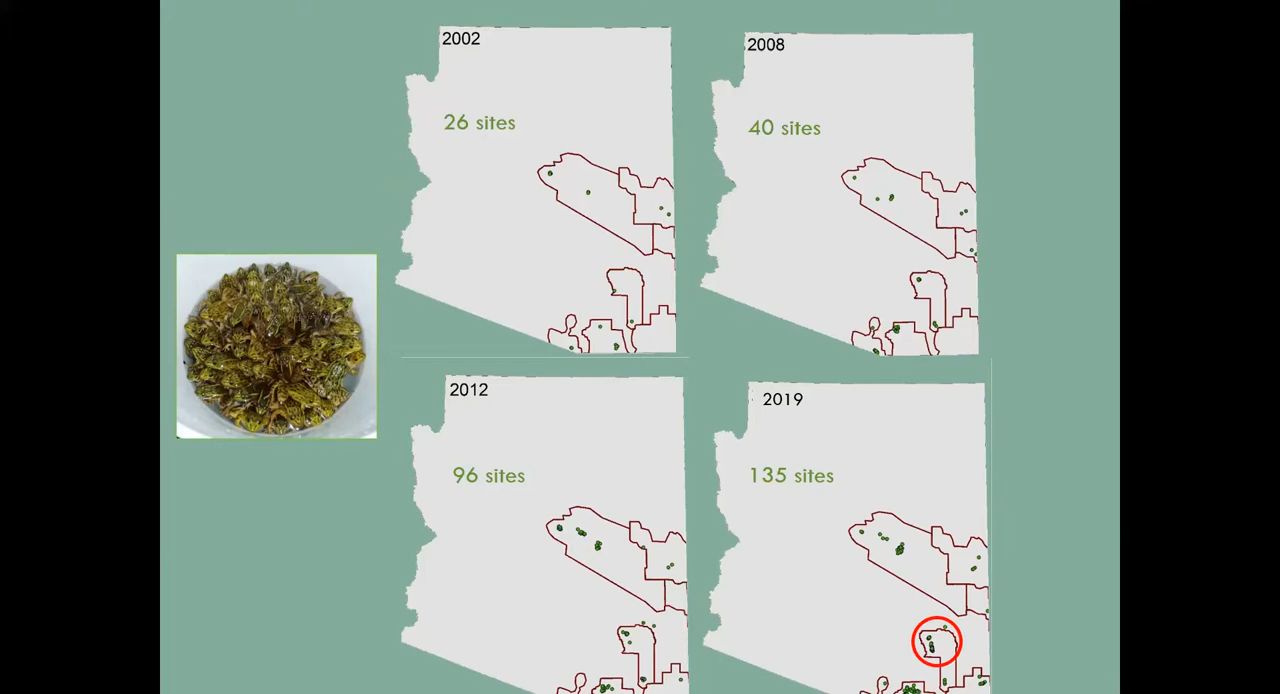 2002
2008
26 sites
40 sites
2012
2019
96 sites
135 sites